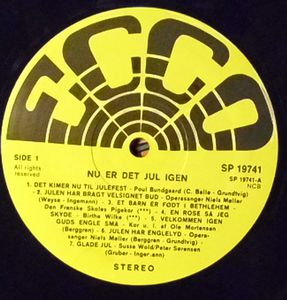 ECCO
NU ER DET JUL IGEN
SP 19741
SIDE 1
All rights
reserved
SP 19741-A
NCB
1. DET KIMER NU TIL JULEFEST - Poul Bundgaard (C. Balle - Grundtvig)
- 2. JULEN HAR BRAGT VELSIGNET BUD - Operasanger Niels Møller
(Weyse - Ingemann) - 3. ET BARN ER FØDT I BETHLEHEM -
Den Franske Skoles Pigekor (***) - 4. EN ROSE SÅ JEG
SKYDE - Birthe Wilke (***) - 5. VELKOMMEN IGEN
GUDS ENGLE SMÅ - Kor u. l. af Ole Mortensen
(Berggren) - 6. JULEN HAR ENGLELYD - Opera-
sanger Niels Møller (Berggren - Grundtvig)
- 7. GLADE JUL - Susse Wold/Peter Sørensen
(Gruber - Ingemann)
STEREO